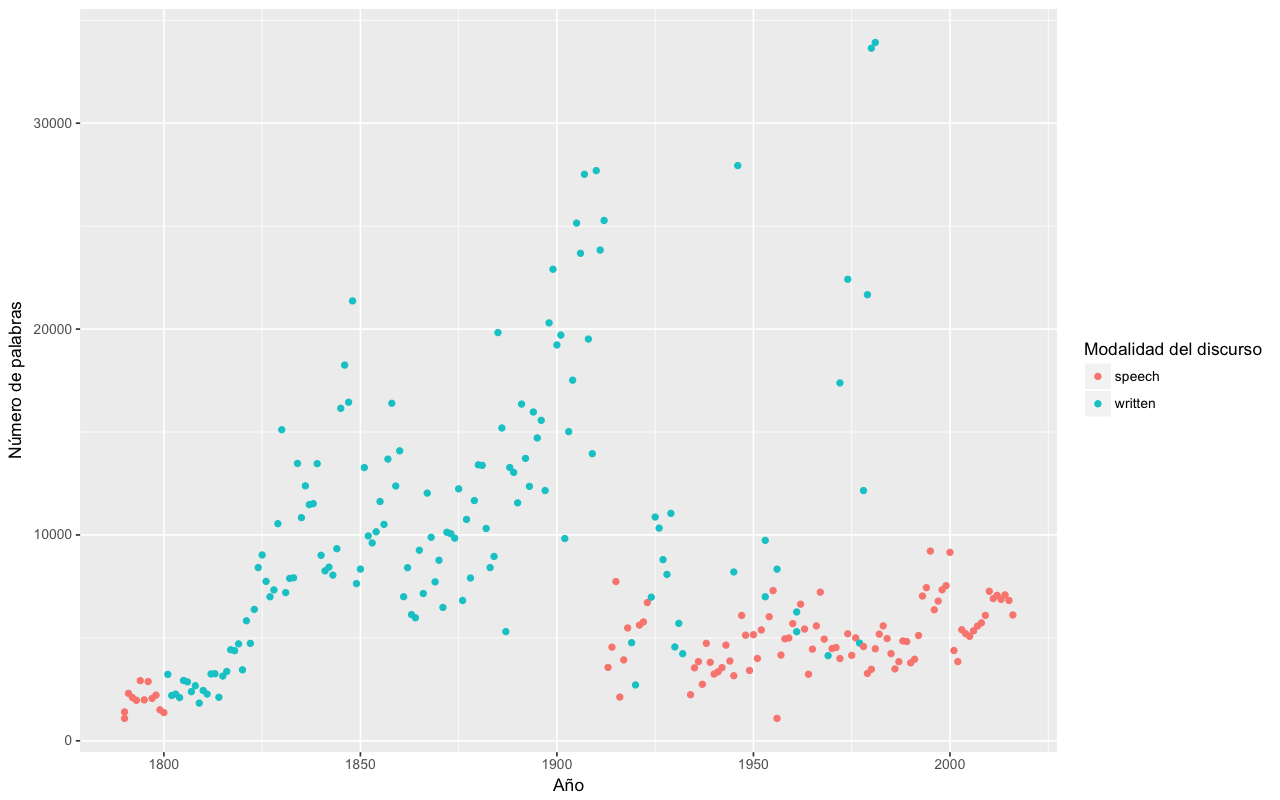 30000
20000
10000
0
Número de palabras
1800
1850
1900
1950
2000
Año
Modalidad del discurso
speech
written